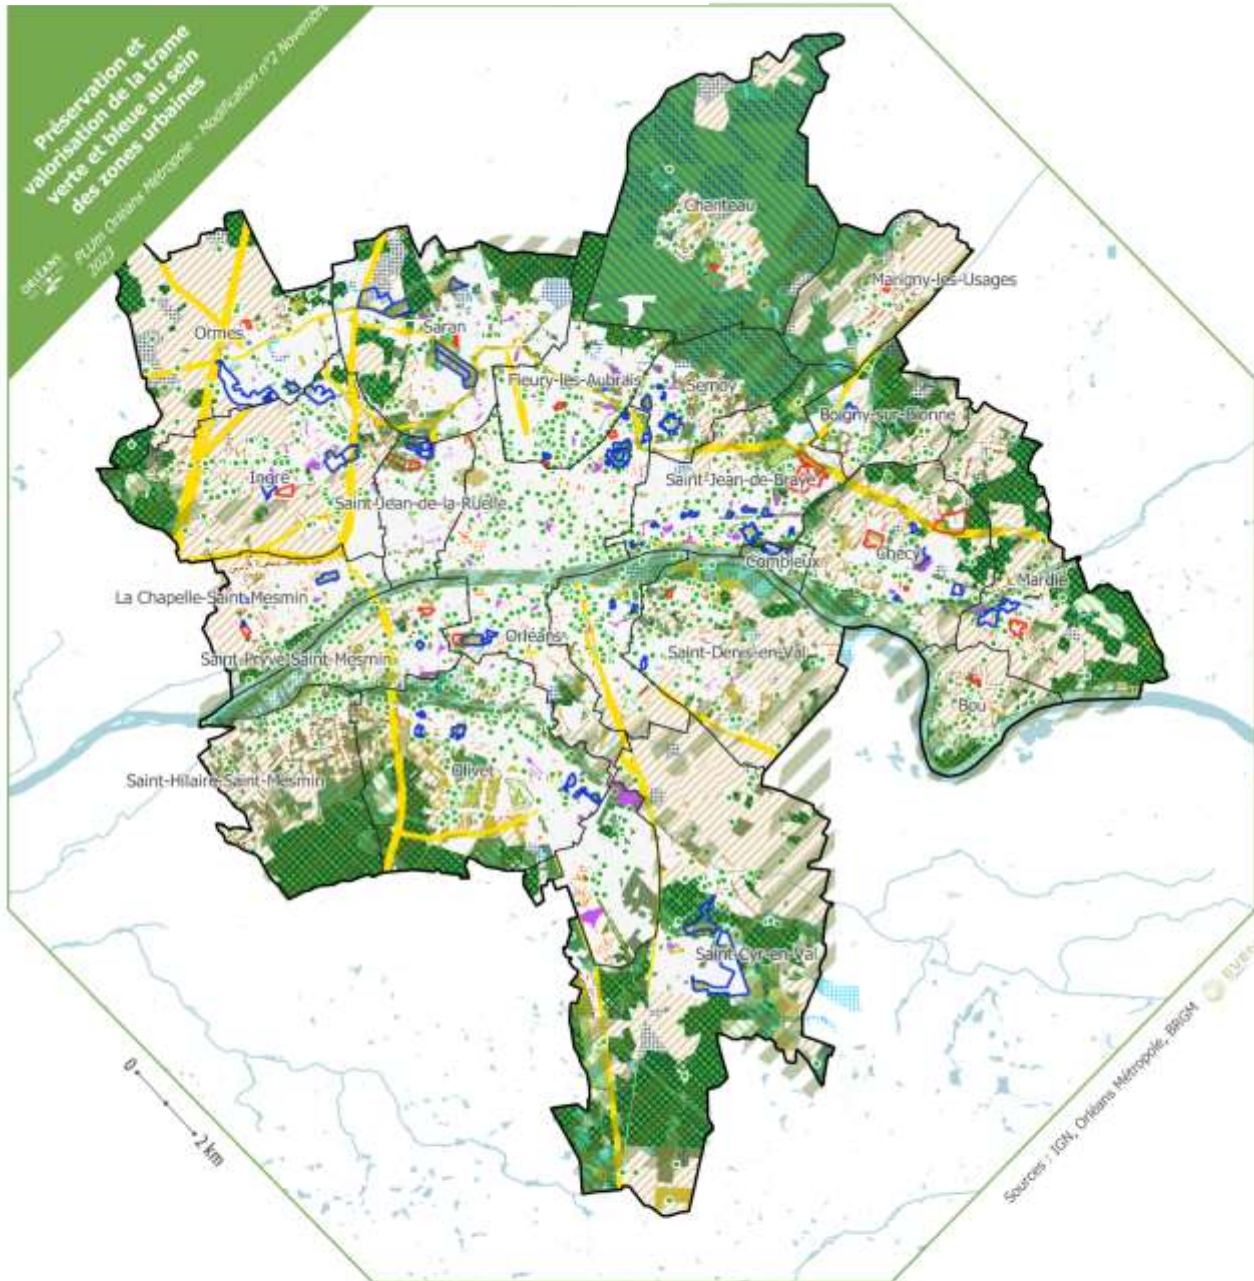 Préservation et
valorisation de la trame
verte et bleue au sein
des zones urbaines
PLUm Orléans Métropole - Modification n°2 Novembre
2023
ORLÉANS
Chanteau
Marigny-les-Usages
Ormes
Saran
Fleury-les-Aubrais
Semoy
Boigny-sur-Bionne
Ingré
Saint-Jean-de-la-Ruelle
Saint-Jean-de-Braye
Combleux
Chécy
Mardié
La Chapelle-Saint-Mesmin
Orléans
Saint-Pryvé-Saint-Mesmin
Saint-Denis-en-Val
Bou
Saint-Hilaire-Saint-Mesmin
Olivet
Saint-Cyr-en-Val
0
2 km
Sources : IGN, Orléans Métropole, BRGM